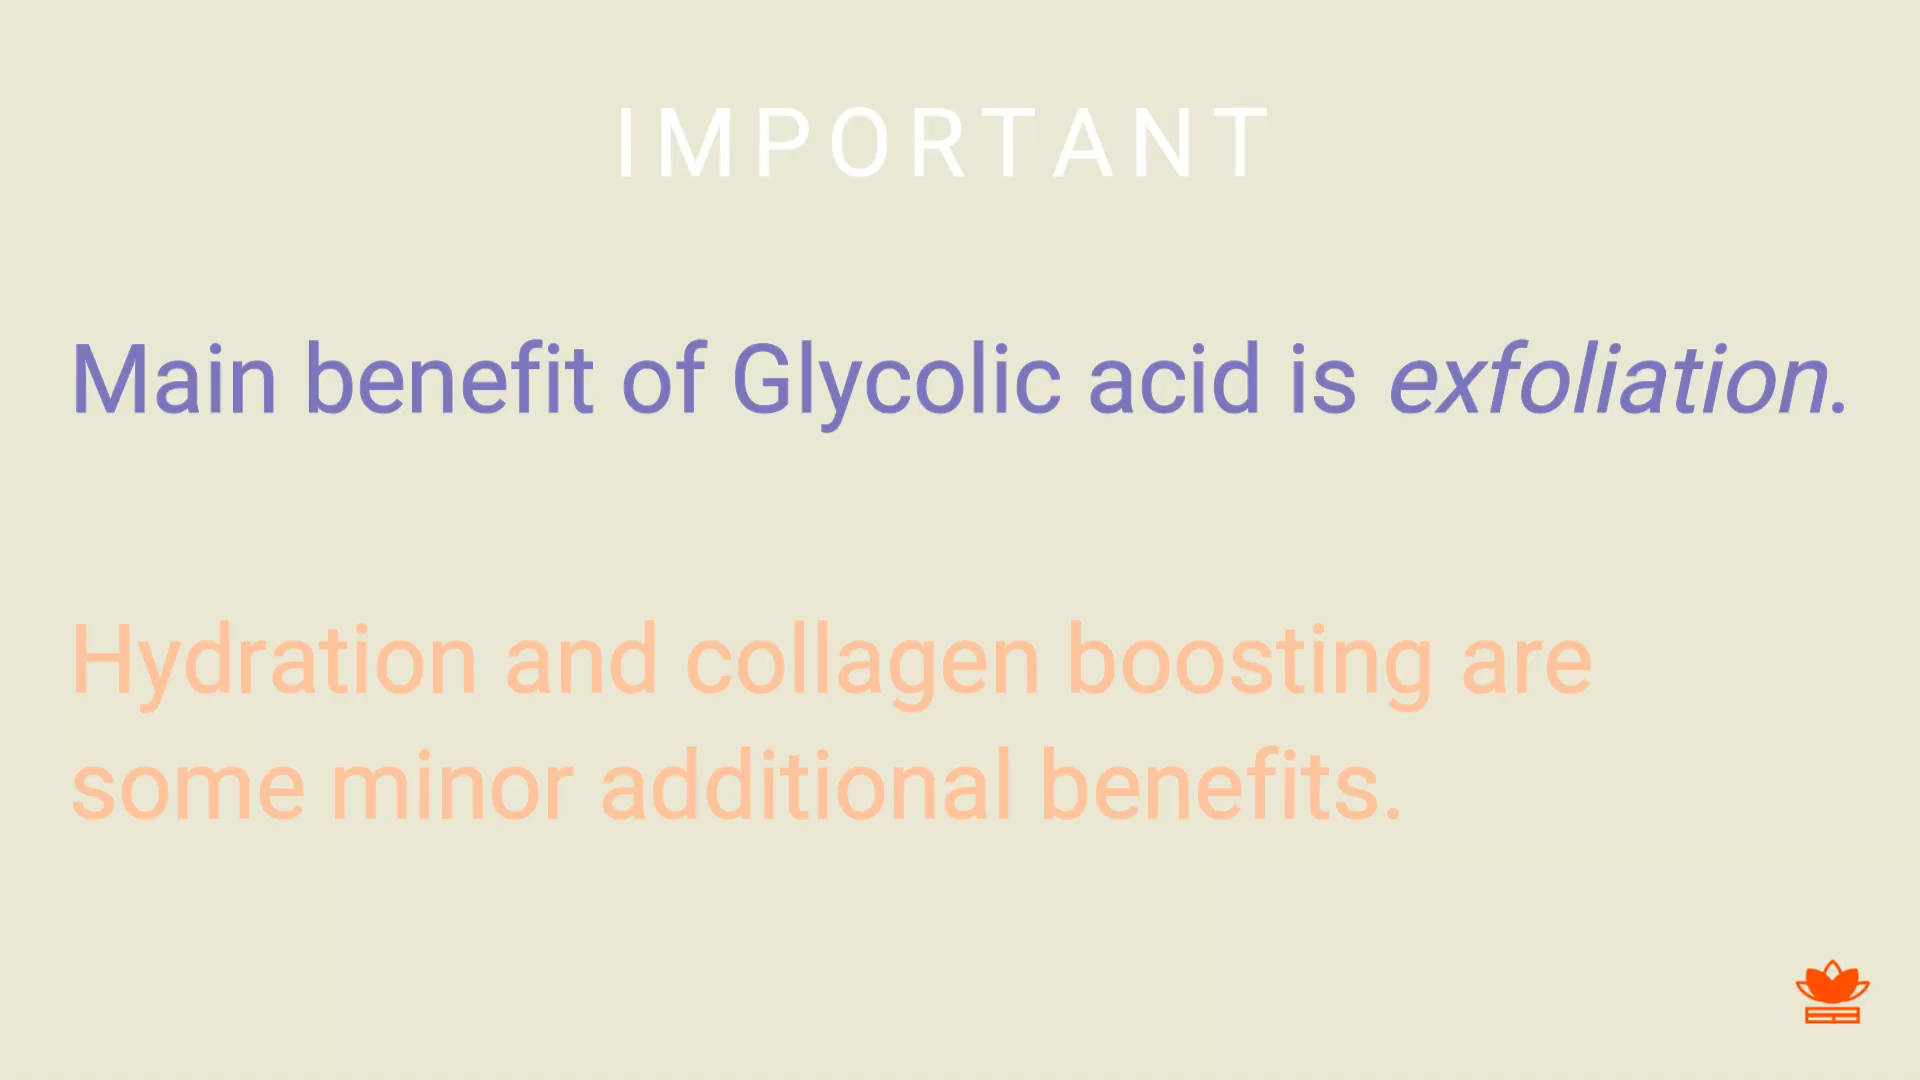 IMPORTANT
Main benefit of Glycolic acid is exfoliation.
Hydration and collagen boosting are
some minor additional benefits.